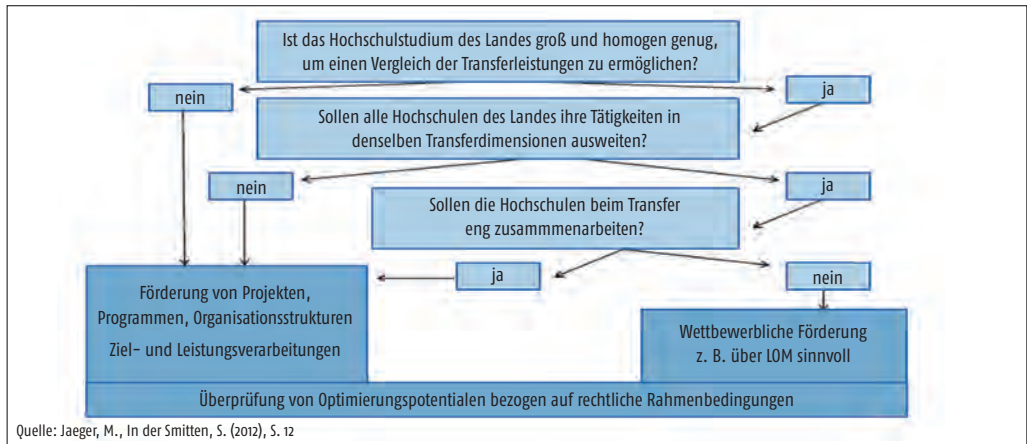 Ist das Hochschulstudium des Landes groß und homogen genug,
um einen Vergleich der Transferleistungen zu ermöglichen?
nein
ja
Sollen alle Hochschulen des Landes ihre Tätigkeiten in
denselben Transferdimensionen ausweiten?
nein
ja
Sollen die Hochschulen beim Transfer
eng zusammmenarbeiten?
ja
nein
Förderung von Projekten,
Programmen, Organisationsstrukturen
Ziel- und Leistungsverarbeitungen
Wettbewerbliche Förderung
z. B. über LOM sinnvoll
Überprüfung von Optimierungspotentialen bezogen auf rechtliche Rahmenbedingungen
Quelle: Jaeger, M., In der Smitten, S. (2012), S. 12